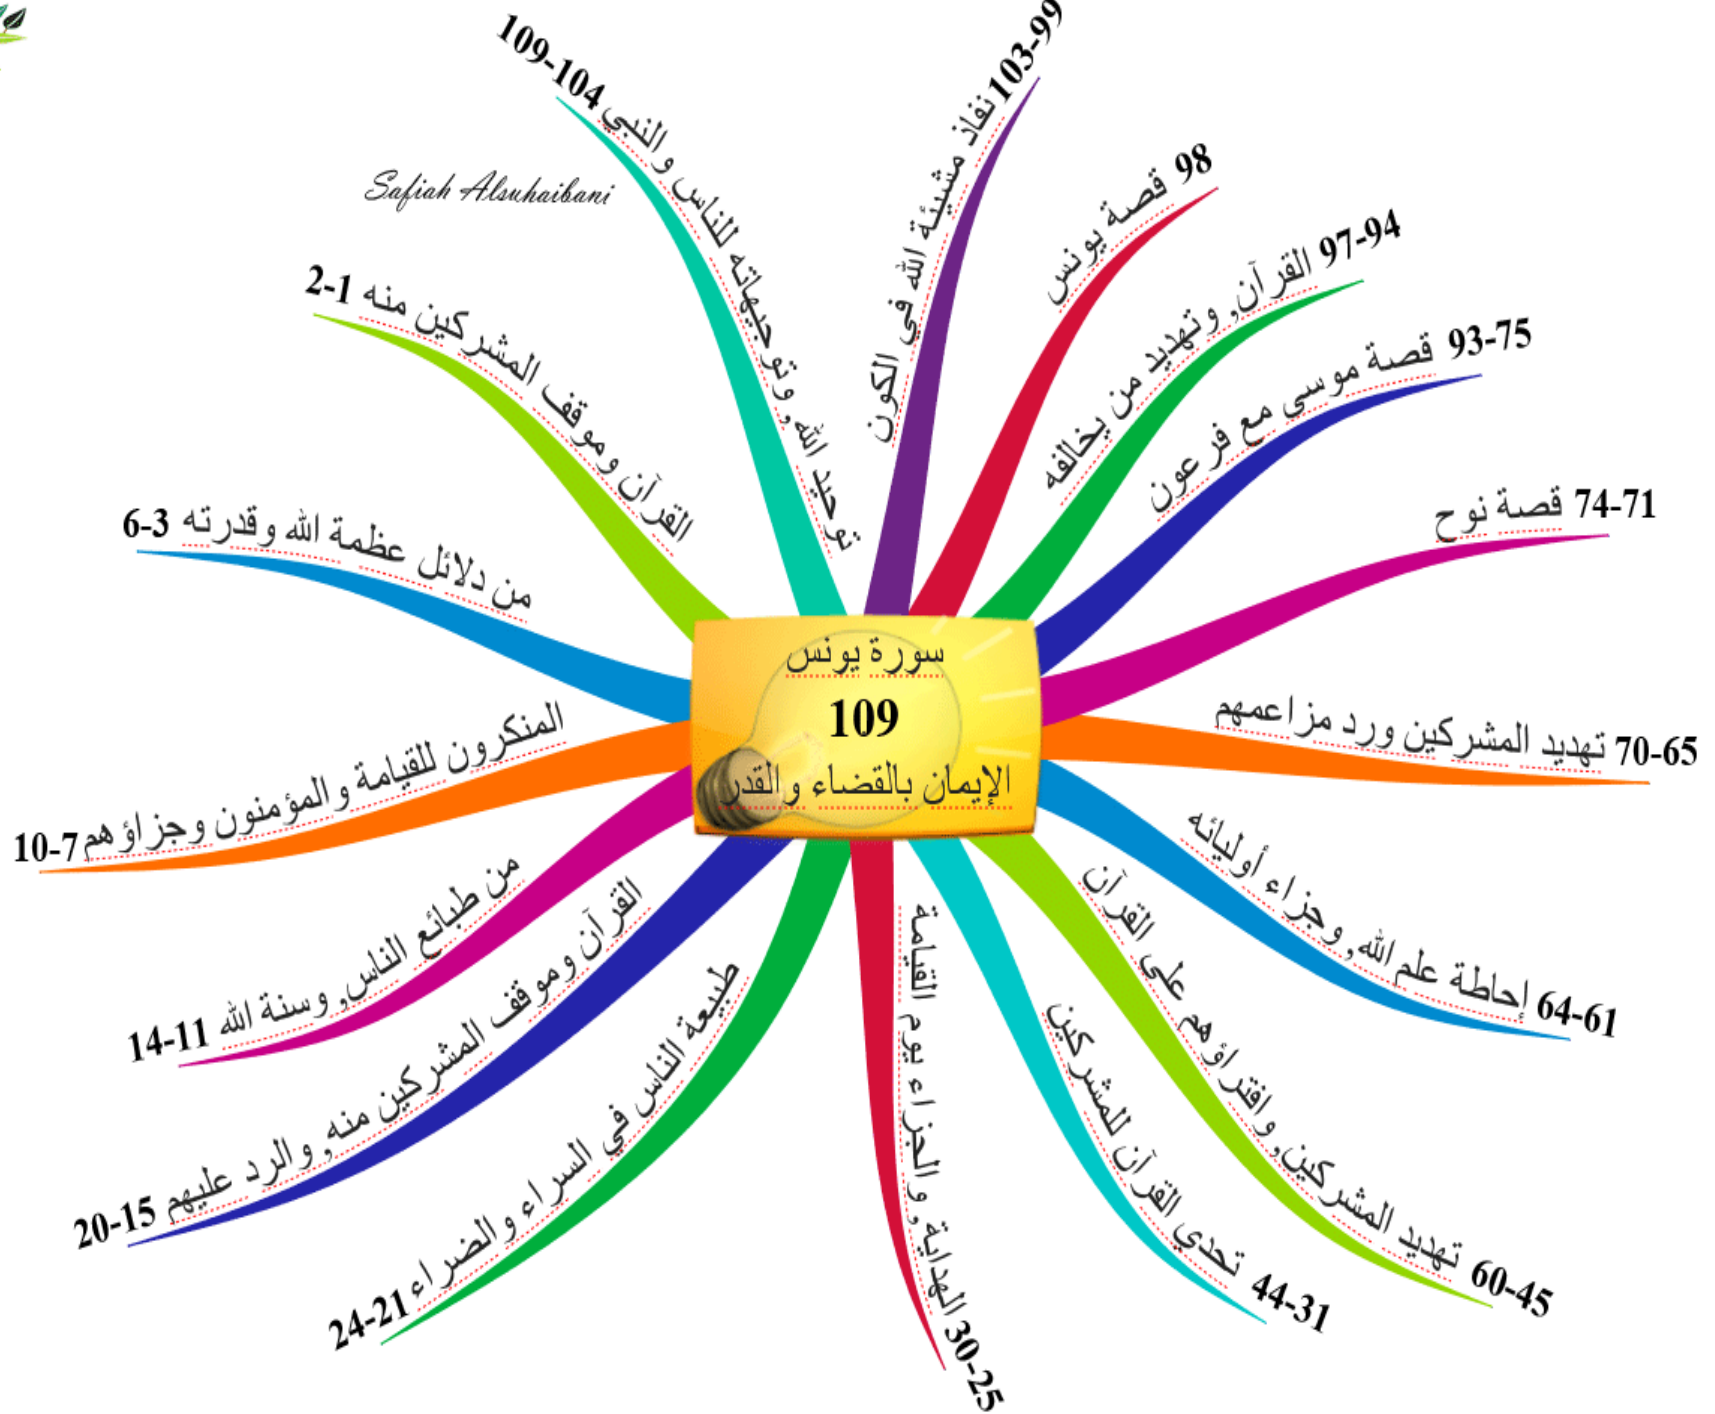 سورة يونس
109
الإيمان بالقضاء والقدر
القرآن وموقف المشركين منه 1-2
من دلائل عظمة الله وقدرته 3-6
المنكرون للقيامة والمؤمنون وجزاؤهم 7-10
من طبائع الناس, وسنة الله 11-14
القرآن وموقف المشركين منه, والرد عليهم 15-20
طبيعة الناس في السراء والضراء 21-24
25-30 الهداية, والجزاء يوم القيامة
31-44 تحدي القرآن للمشركين
45-60 تهديد المشركين, وافتراؤهم على القرآن
61-64 إحاطة علم الله, وجزاء أوليائه
65-70 تهديد المشركين ورد مزاعمهم
71-74 قصة نوح
75-93 قصة موسى مع فرعون
94-97 القرآن, وتهديد من يخالفه
98 قصة يونس
99-103 نفاذ مشيئة الله في الكون
توحيد الله, وتوجيهاته للناس والنبي 104-109
Safiah Alsuhaibani